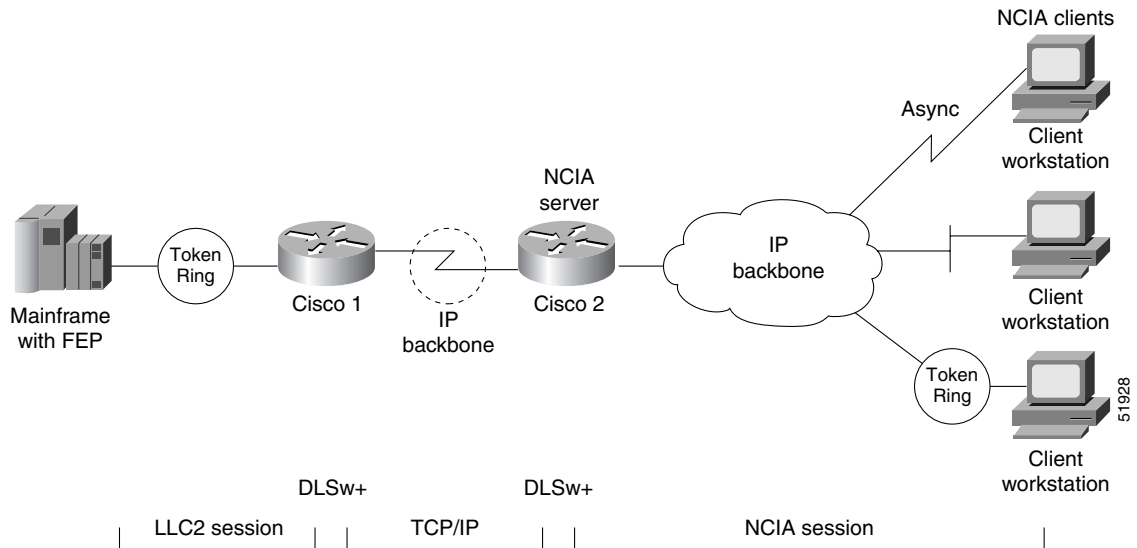 NCIA clients
Async
Client
workstation
NCIA
server
Token
Ring
IP
backbone
Mainframe
with FEP
Cisco 1
IP
backbone
Cisco 2
Client
workstation
Token
Ring
51928
Client
workstation
DLSw+
DLSw+
LLC2 session
TCP/IP
NCIA session